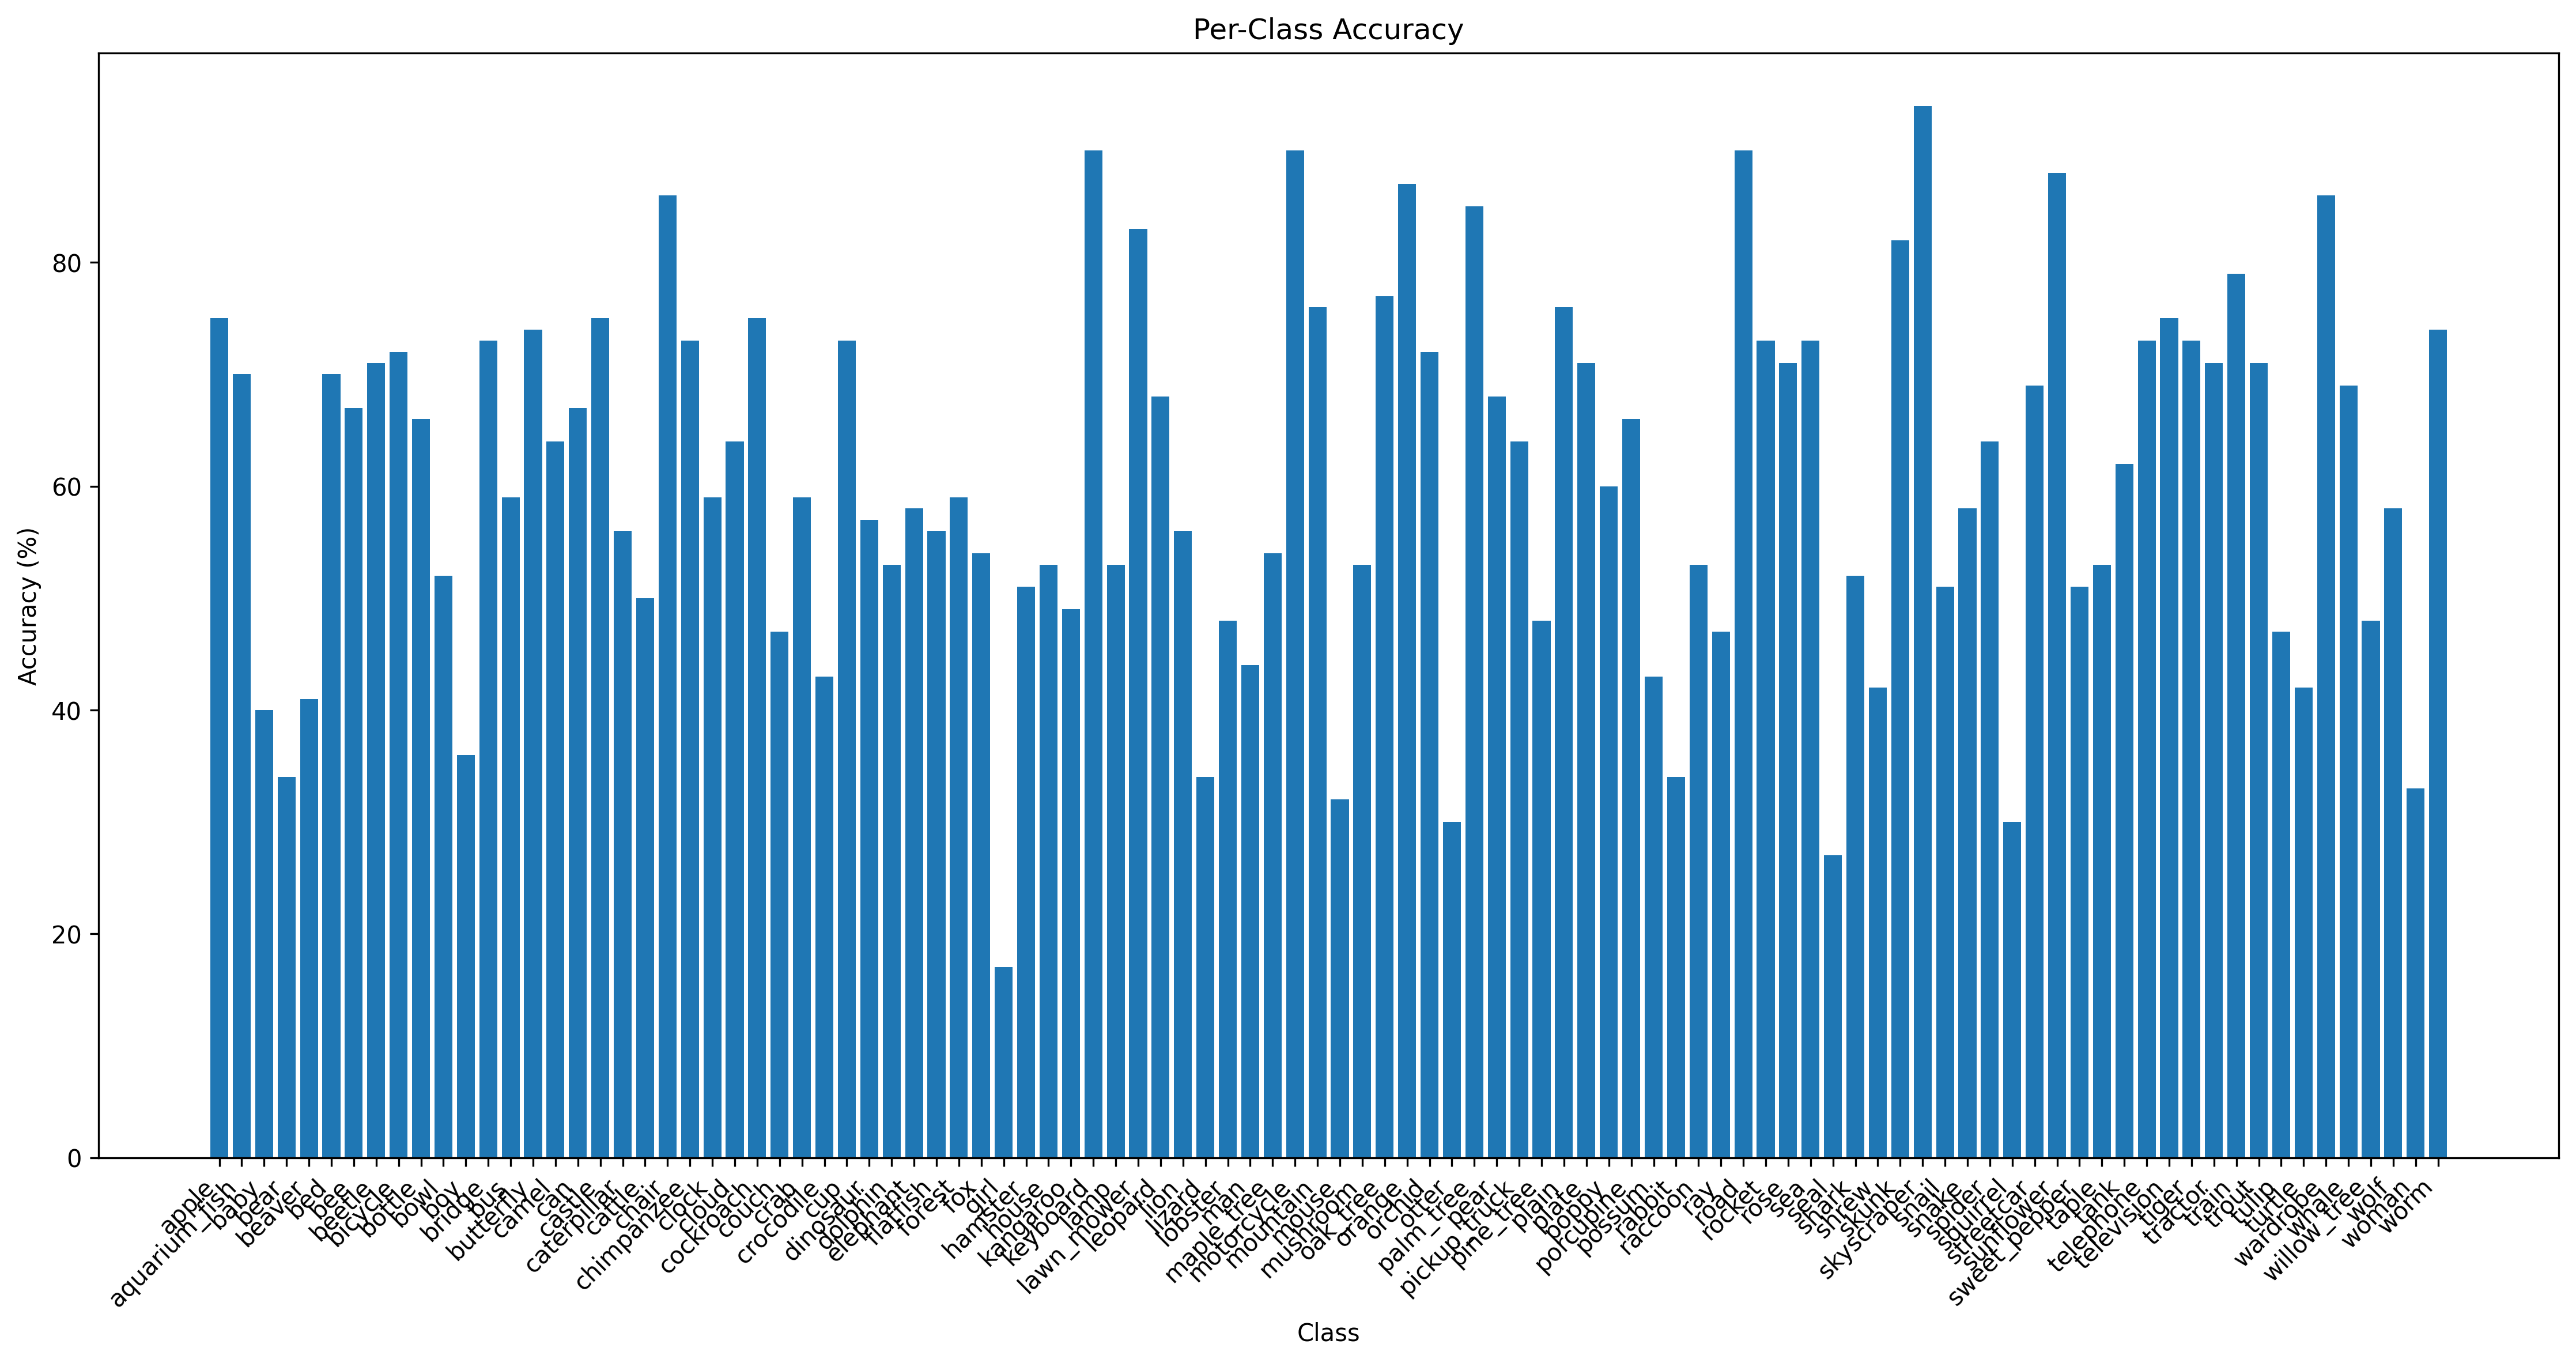 Per-Class Accuracy
Accuracy (%)
80
60
40
20
0
apple
aquarium_fish
baby
bear
beaver
bed
bee
beetle
bicycle
bottle
bowl
boy
bridge
bus
butterfly
camel
can
castle
caterpillar
cattle
chair
chimpanzee
clock
cloud
cockroach
couch
crab
crocodile
cup
dinosaur
dolphin
elephant
flatfish
forest
fox
girl
hamster
house
kangaroo
keyboard
lamp
lawn_mower
leopard
lion
lizard
lobster
man
maple_tree
motorcycle
mountain
mouse
mushroom
oak_tree
orange
orchid
otter
palm_tree
pear
pickup_truck
pine_tree
plain
plate
poppy
porcupine
possum
rabbit
raccoon
ray
road
rocket
rose
sea
seal
shark
shrew
skunk
skyscraper
snail
snake
spider
squirrel
streetcar
sunflower
sweet_pepper
table
tank
telephone
television
tiger
tractor
train
trout
tulip
turtle
wardrobe
whale
willow_tree
wolf
woman
worm
Class